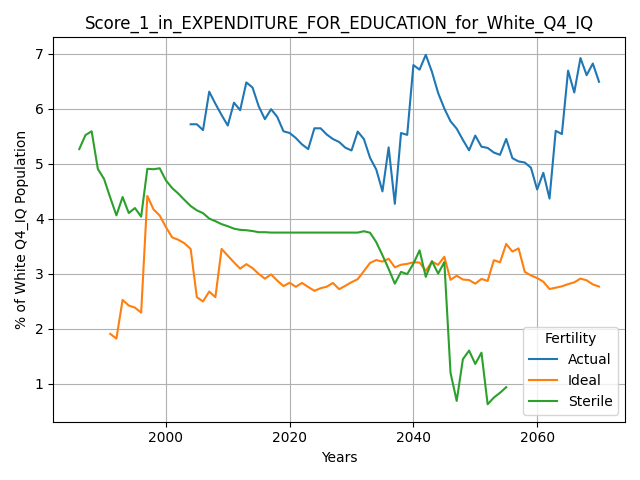 Score_1_in_EXPENDITURE_FOR_EDUCATION_for_White_Q4_IQ
7
6
5
4
3
2
1
% of White Q4_IQ Population
2000 2020 2040 2060
Years
Fertility
Actual
Ideal
Sterile